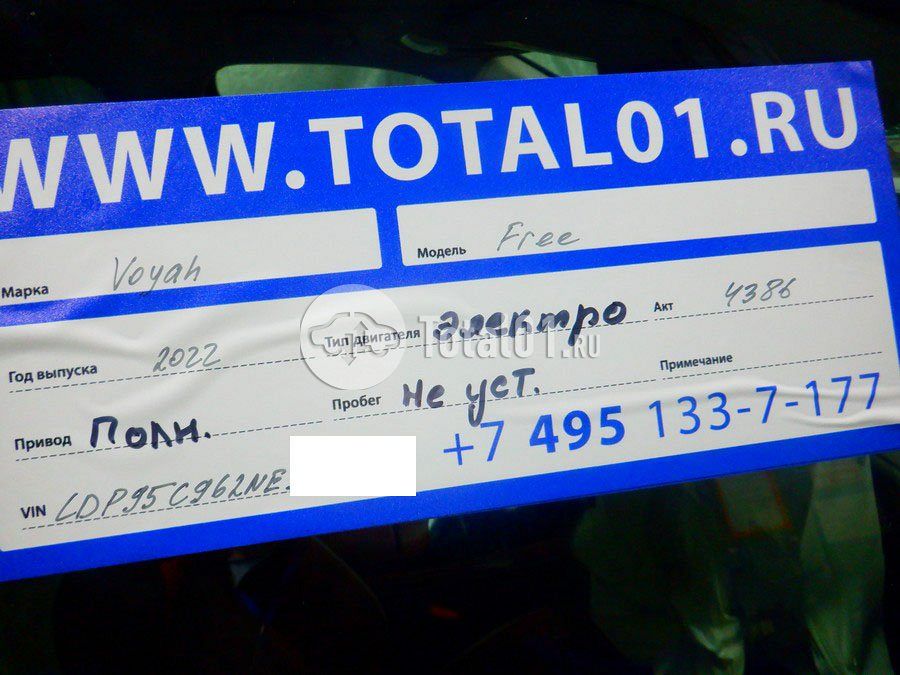 WWW.TOTAL01.RU
Марка Voyah Модель Free
Год выпуска 2022 Тип двигателя электро Акт 4386
Total01.RU
Привод Полн. Пробег не уст. Примечание
+7 495 133-7-177
VIN LDP95C962NE